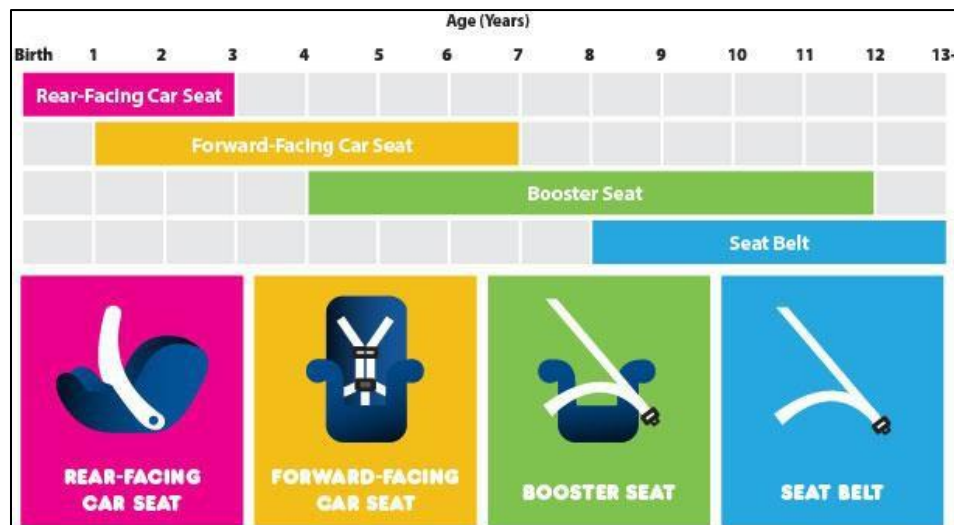 Age (Years)
Birth 1 2 3 4 5 6 7 8 9 10 11 12 13+
Rear-Facing Car Seat
Forward-Facing Car Seat
Booster Seat
Seat Belt
REAR-FACING
CAR SEAT
FORWARD-FACING
CAR SEAT
BOOSTER SEAT
SEAT BELT